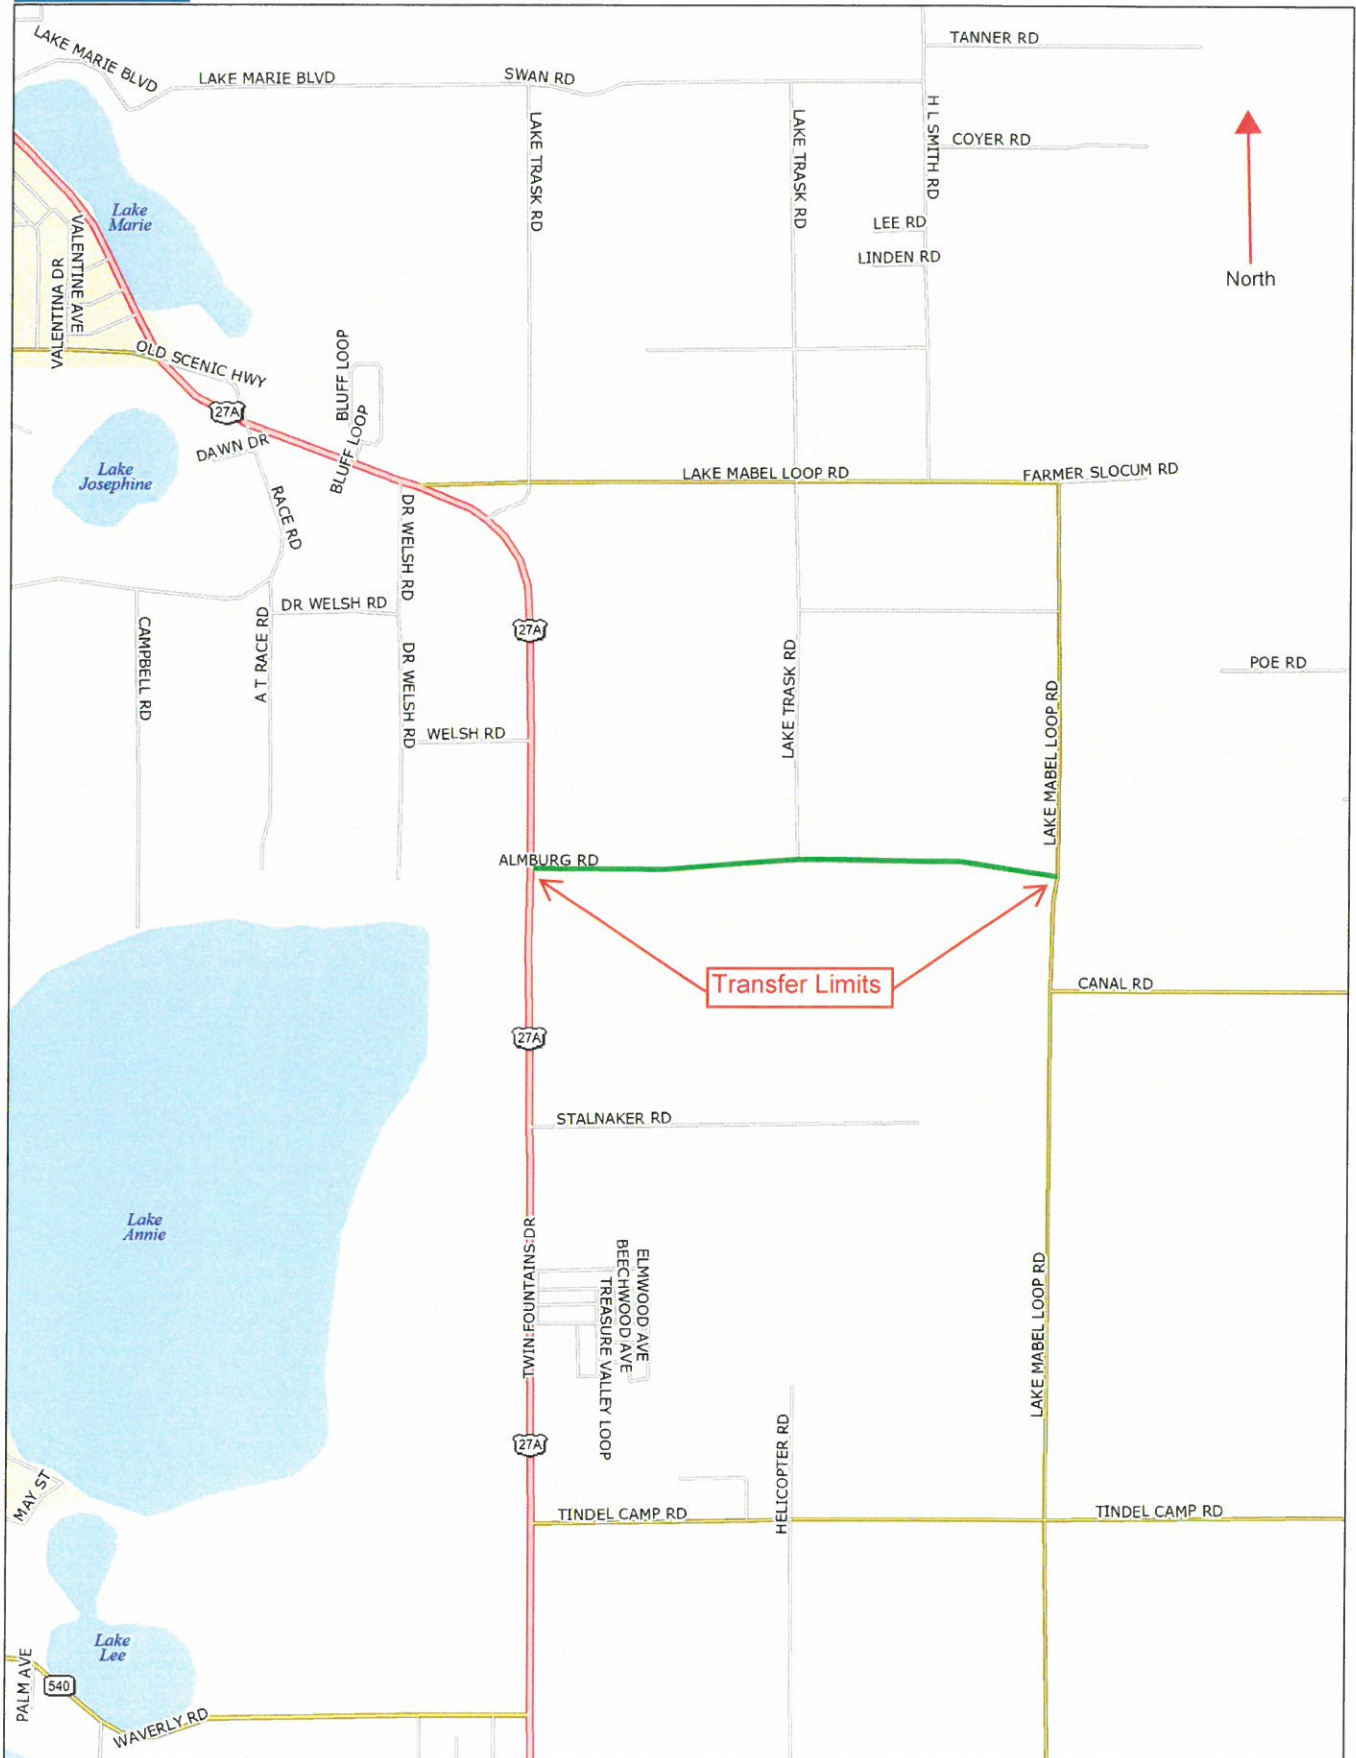 TANNER RD
LAKE MARIE BLVD
LAKE MARIE BLVD
SWAN RD
LAKE TRASK RD
LAKE TRASK RD
H L SMITH RD
COYER RD
Lake
Marie
LEE RD
LINDEN RD
North
VALENTINE AVE
VALENTINA DR
OLD SCENIC HWY
BLUFF LOOP
BLUFF LOOP
27A
DAWN DR
Lake
Josephine
RACE RD
LAKE MABEL LOOP RD
FARMER SLOCUM RD
DR WELSH RD
DR WELSH RD
27A
CAMPBELL RD
A T RACE RD
DR WELSH RD
WELSH RD
LAKE TRASK RD
LAKE MABEL LOOP RD
POE RD
ALMBURG RD
Transfer Limits
CANAL RD
27A
STALNAKER RD
Lake
Annie
TWIN FOUNTAINS DR
ELMWOOD AVE
BEECHWOOD AVE
TREASURE VALLEY LOOP
LAKE MABEL LOOP RD
27A
HELICOPTER RD
MAY ST
TINDEL CAMP RD
TINDEL CAMP RD
Lake
Lee
PALM AVE
540
WAVERLY RD